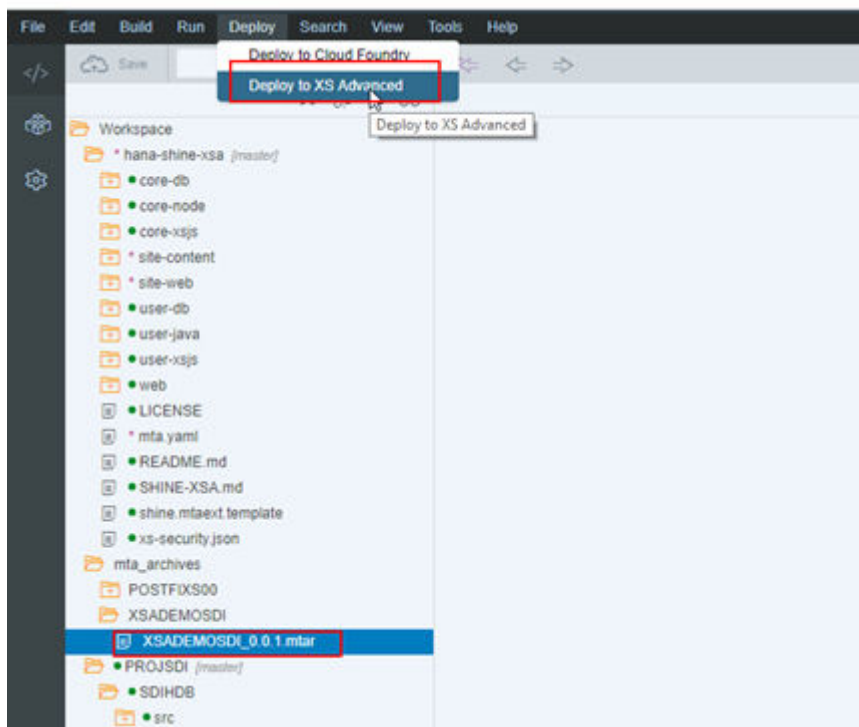 File Edit Build Run Deploy Search View Tools Help
Save
Deploy to Cloud Foundry
Deploy to XS Advanced
Deploy to XS Advanced
Workspace
* hana-shine-xsa [master]
core-db
core-node
core-xsjs
* site-content
* site-web
user-db
user-java
user-xsjs
web
LICENSE
* mta.yaml
README.md
SHINE-XSA.md
shine.mtaext.template
xs-security.json
mta_archives
POSTFIXS00
XSADEMOSDI
XSADEMOSDI_0.0.1.mtar
PROJSDI [master]
SDIHDB
src